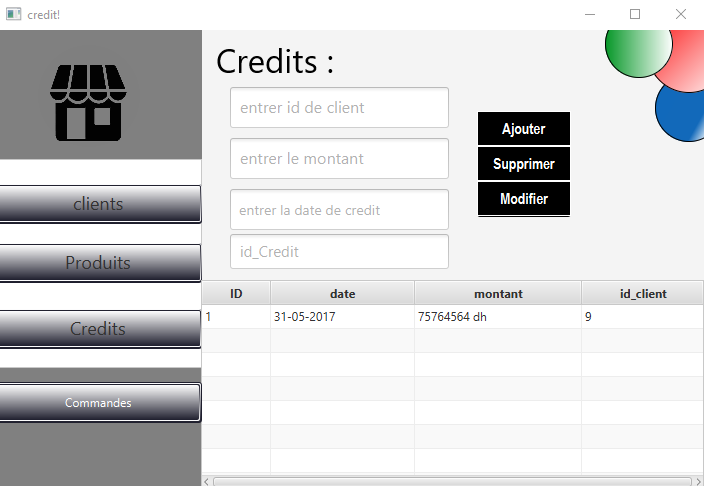 credit!
Credits :
entrer id de client
entrer le montant
entrer la date de credit
id_Credit
Ajouter
Supprimer
Modifier
clients
Produits
Credits
Commandes
ID date montant id_client
1 31-05-2017 75764564 dh 9